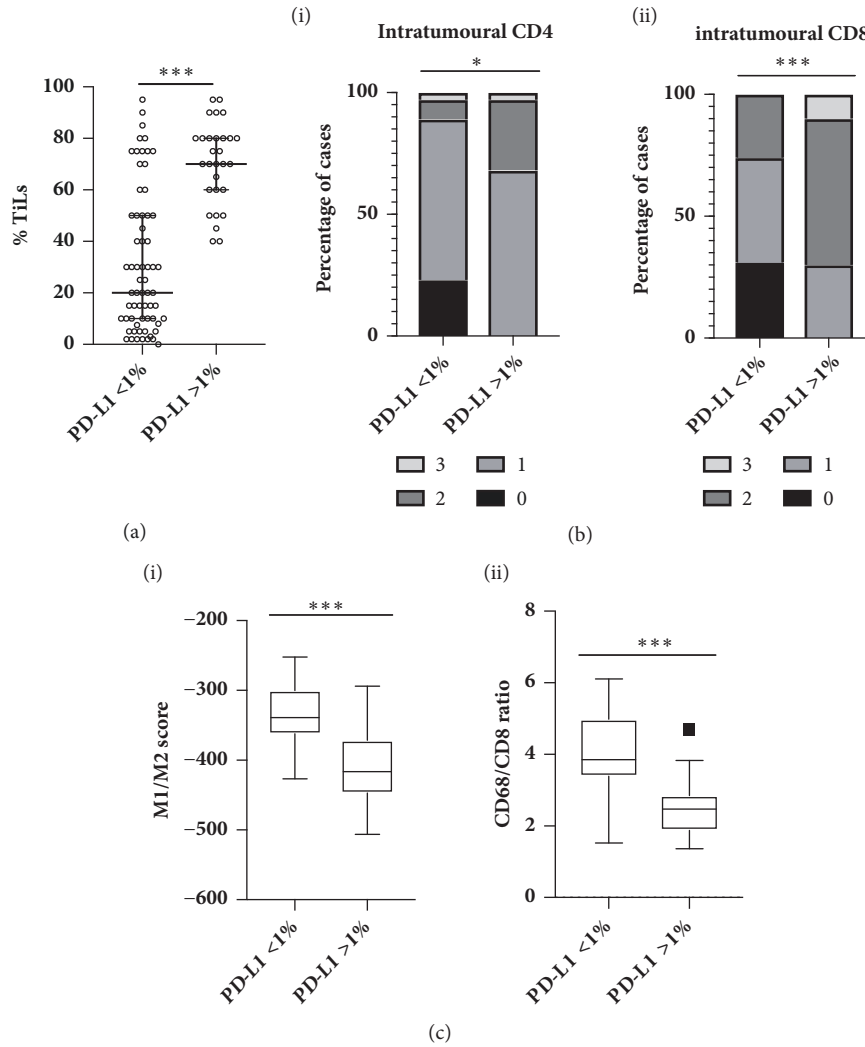 (i)
(ii)
Intratumoural CD4
intratumoural CD8
***
*
***
100
80
60
40
20
0
% TiLs
PD-L1 <1%
PD-L1 >1%
(a)
100
50
0
Percentage of cases
PD-L1 <1%
PD-L1 >1%
3
1
2
0
100
50
0
Percentage of cases
PD-L1 <1%
PD-L1 >1%
3
1
2
0
(b)
(i)
***
−200
−300
−400
−500
−600
M1/M2 score
PD-L1 <1%
PD-L1 >1%
(ii)
***
8
6
4
2
0
CD68/CD8 ratio
PD-L1 <1%
PD-L1 >1%
(c)